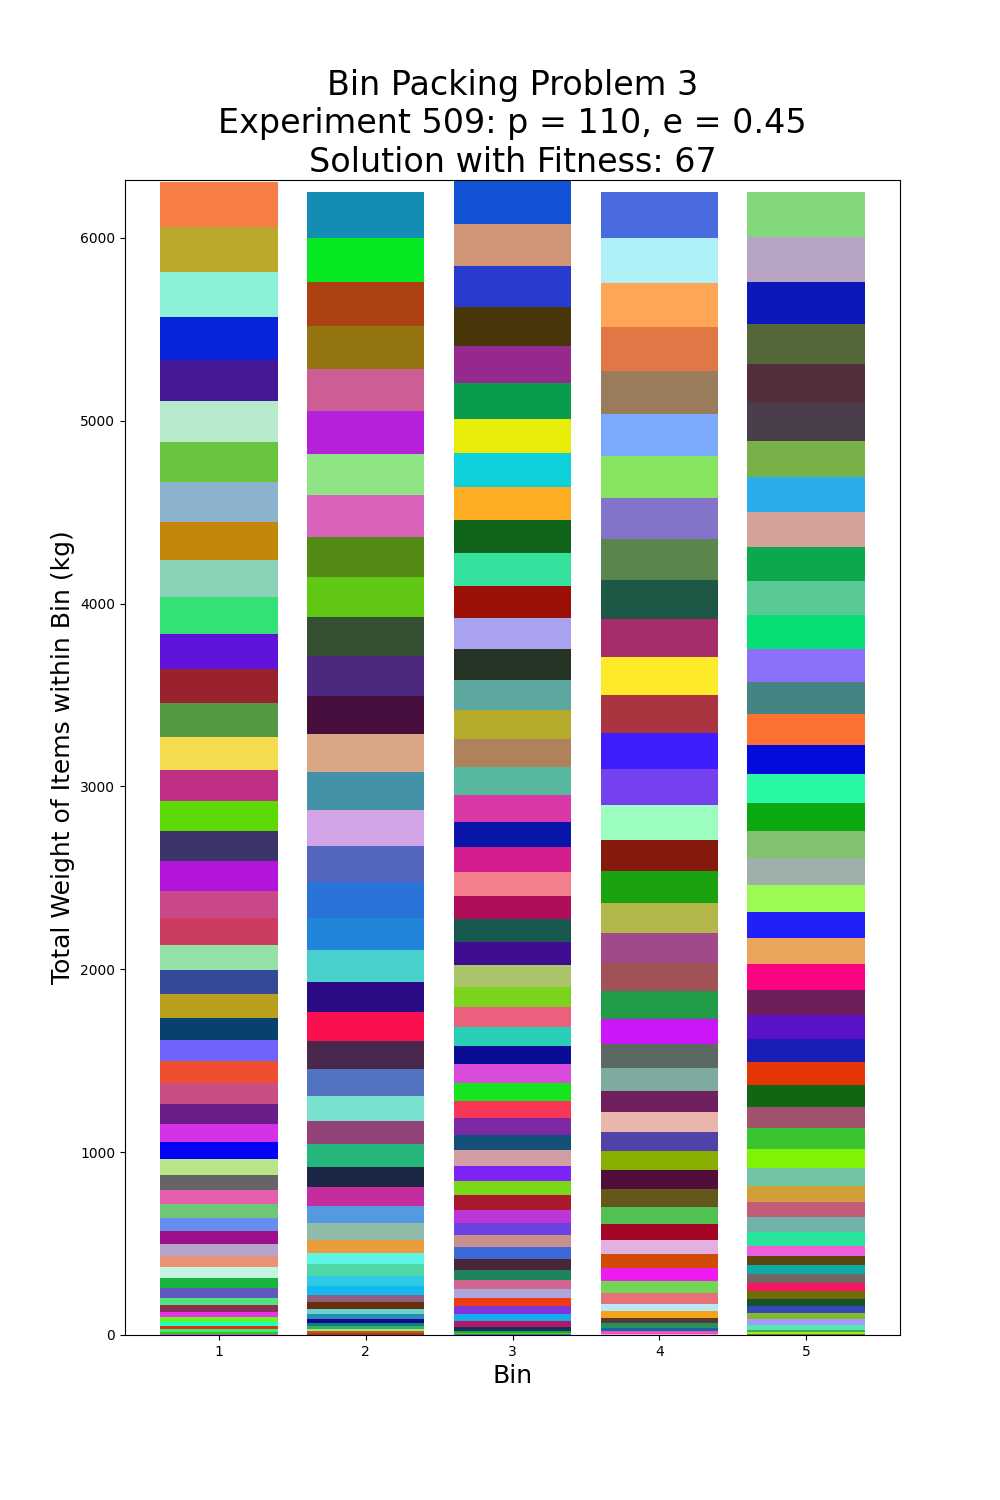 Bin Packing Problem 3
Experiment 509: p = 110, e = 0.45
Solution with Fitness: 67
Total Weight of Items within Bin (kg)
6000
5000
4000
3000
2000
1000
0
1 2 3 4 5
Bin